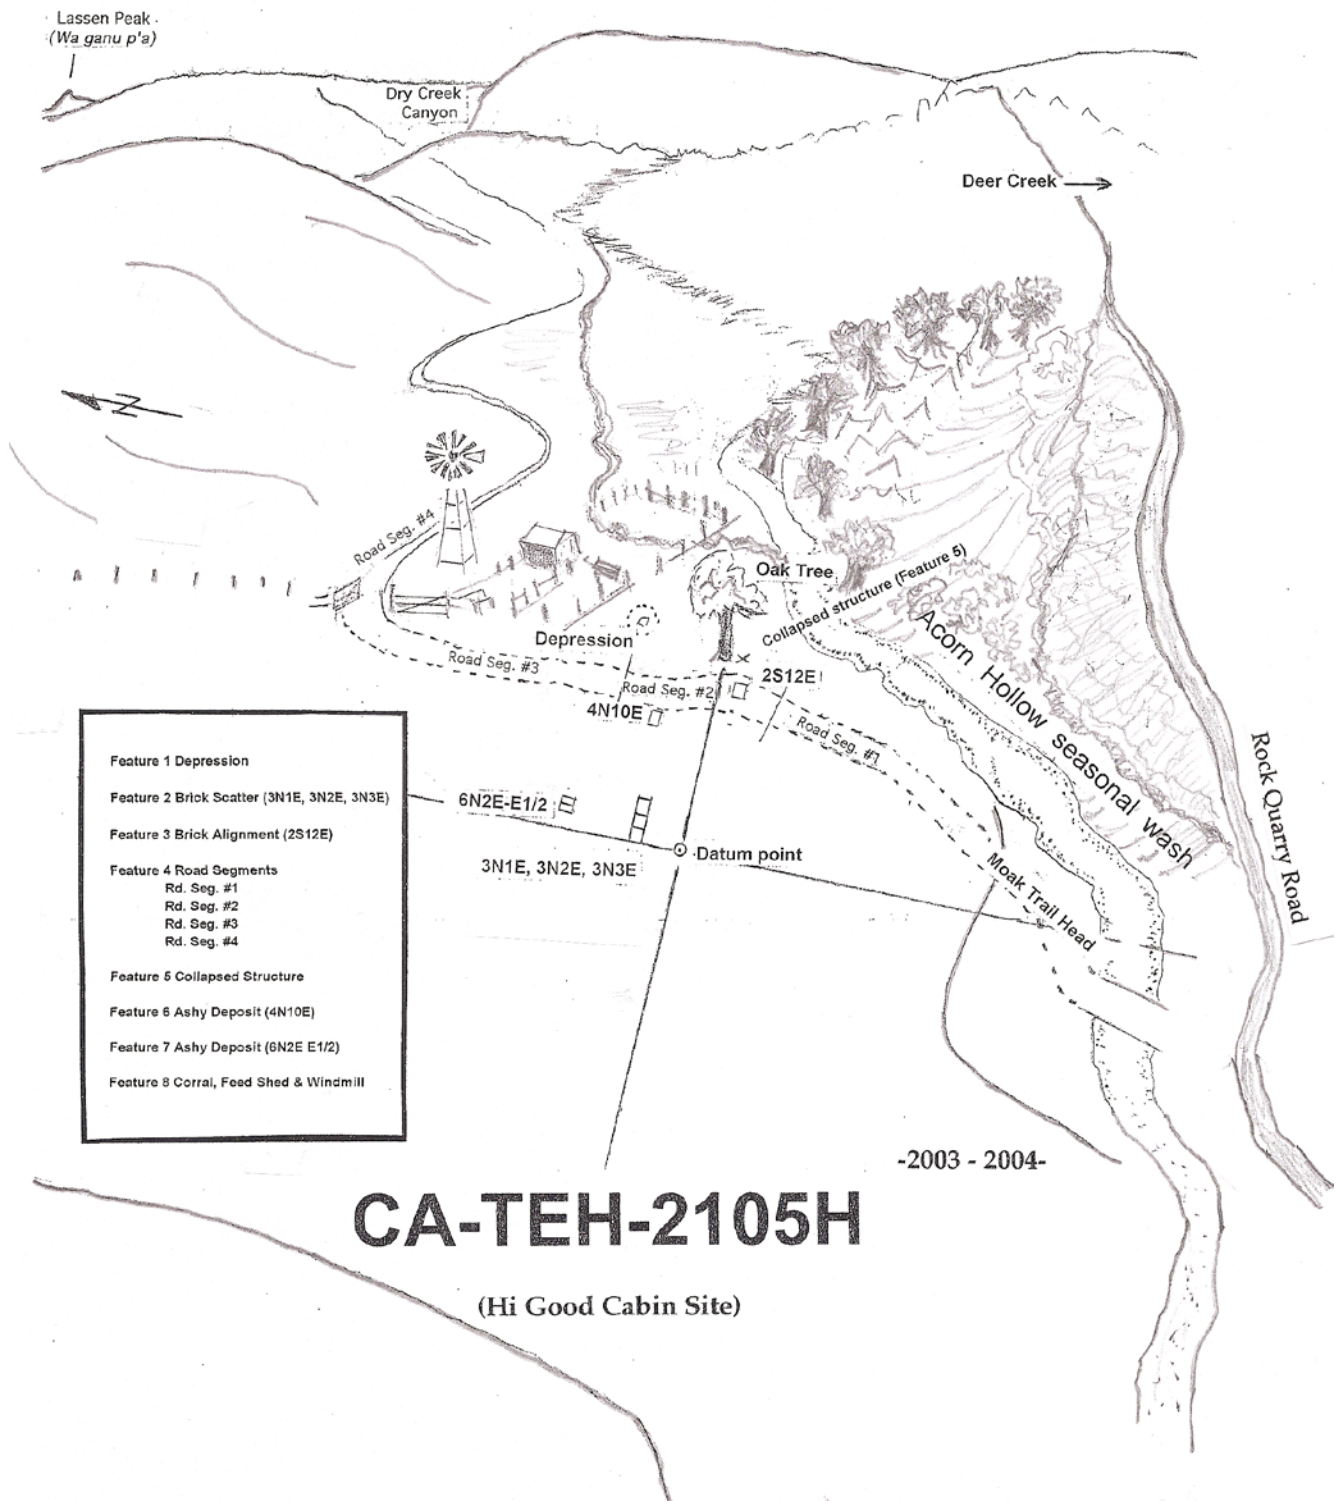 Lassen Peak
(Wa ganu p'a)
Dry Creek
Canyon
Deer Creek
N
Road Seg. #4
Oak Tree
Collapsed structure (Feature 5)
Depression
Road Seg. #3
2S12E
Road Seg. #2
4N10E
Road Seg. #1
Acorn Hollow seasonal wash
Rock Quarry Road
6N2E-E1/2
Datum point
3N1E, 3N2E, 3N3E
Moak Trail Head
Feature 1 Depression
Feature 2 Brick Scatter (3N1E, 3N2E, 3N3E)
Feature 3 Brick Alignment (2S12E)
Feature 4 Road Segments
Rd. Seg. #1
Rd. Seg. #2
Rd. Seg. #3
Rd. Seg. #4
Feature 5 Collapsed Structure
Feature 6 Ashy Deposit (4N10E)
Feature 7 Ashy Deposit (6N2E E1/2)
Feature 8 Corral, Feed Shed & Windmill
-2003 - 2004-
CA-TEH-2105H
(Hi Good Cabin Site)